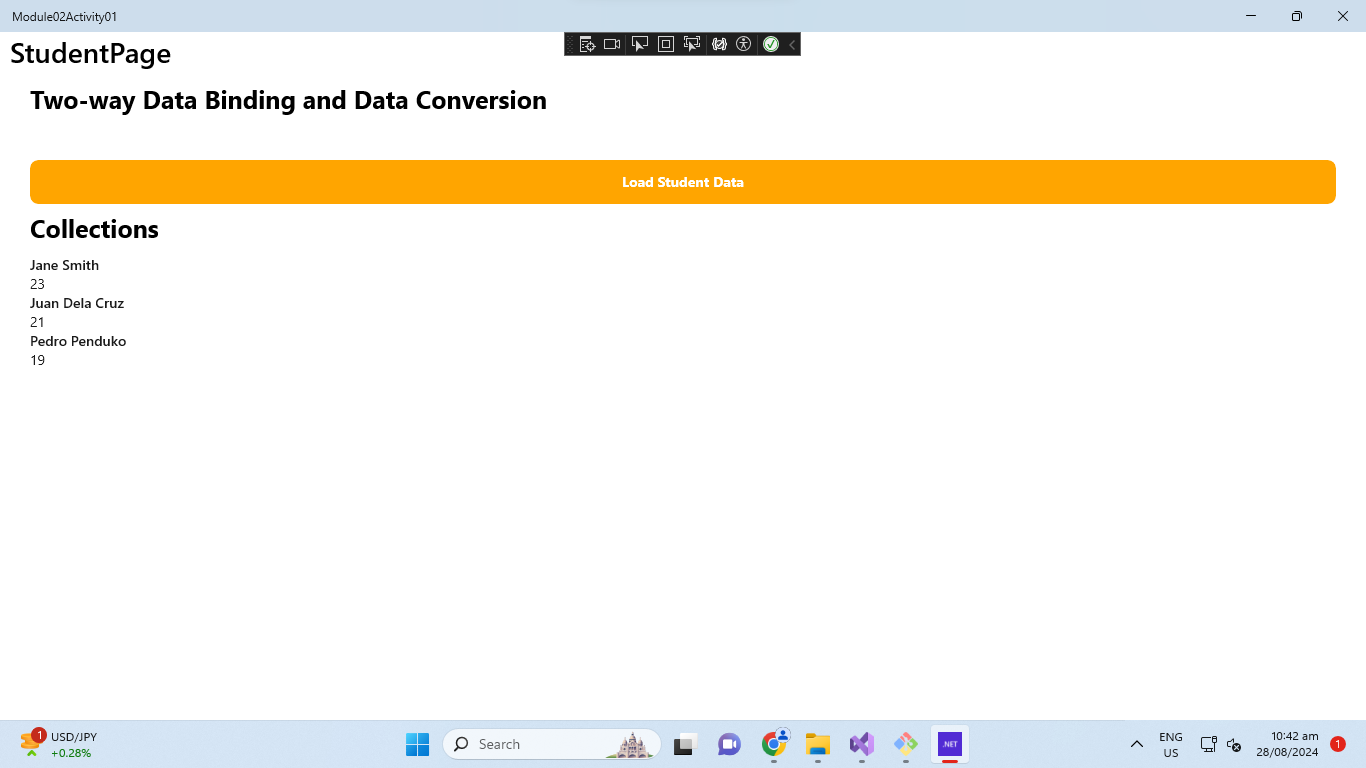 Module02Activity01
StudentPage
Two-way Data Binding and Data Conversion
Load Student Data
Collections
Jane Smith
23
Juan Dela Cruz
21
Pedro Penduko
19
1
USD/JPY
+0.28%
Search
.NET
ENG
US
10:42 am
28/08/2024
1